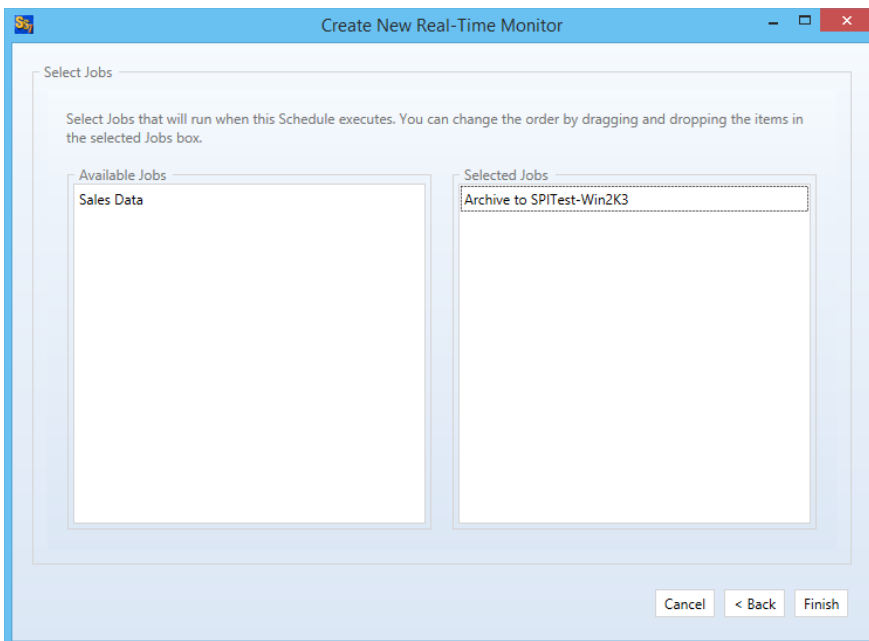 SS7
Create New Real-Time Monitor
Select Jobs
Select Jobs that will run when this Schedule executes. You can change the order by dragging and dropping the items in
the selected Jobs box.
Available Jobs
Selected Jobs
Sales Data
Archive to SPITest-Win2K3
Cancel
< Back
Finish